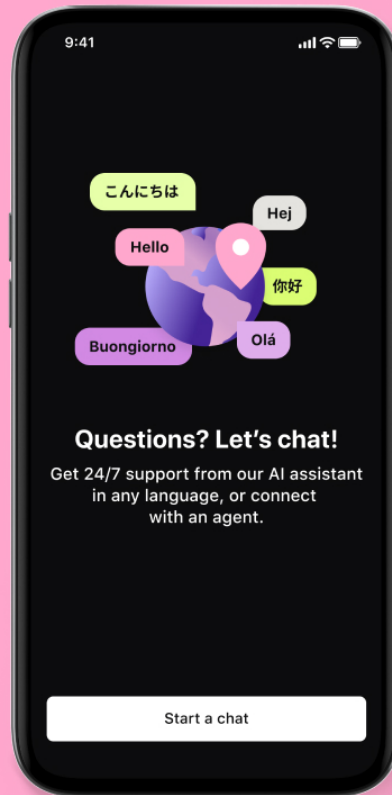 9:41
こんにちは
Hej
Hello
你好
Olá
Buongiorno
Questions? Let’s chat!
Get 24/7 support from our AI assistant
in any language, or connect
with an agent.
Start a chat